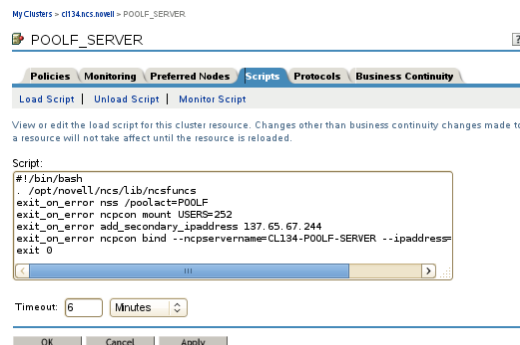 My Clusters > cl134.ncs.novell > POOLF_SERVER
POOLF_SERVER
?
Policies Monitoring Preferred Nodes Scripts Protocols Business Continuity
Load Script | Unload Script | Monitor Script
View or edit the load script for this cluster resource. Changes other than business continuity changes made to
a resource will not take affect until the resource is reloaded.
Script:
#!/bin/bash
. /opt/novell/ncs/lib/ncsfuncs
exit_on_error nss /poolact=POOLF
exit_on_error ncpcon mount USERS=252
exit_on_error add_secondary_ipaddress 137.65.67.244
exit_on_error ncpcon bind --ncpservername=CL134-POOLF-SERVER --ipaddress=
exit 0
Timeout: 6 Minutes
OK Cancel Apply